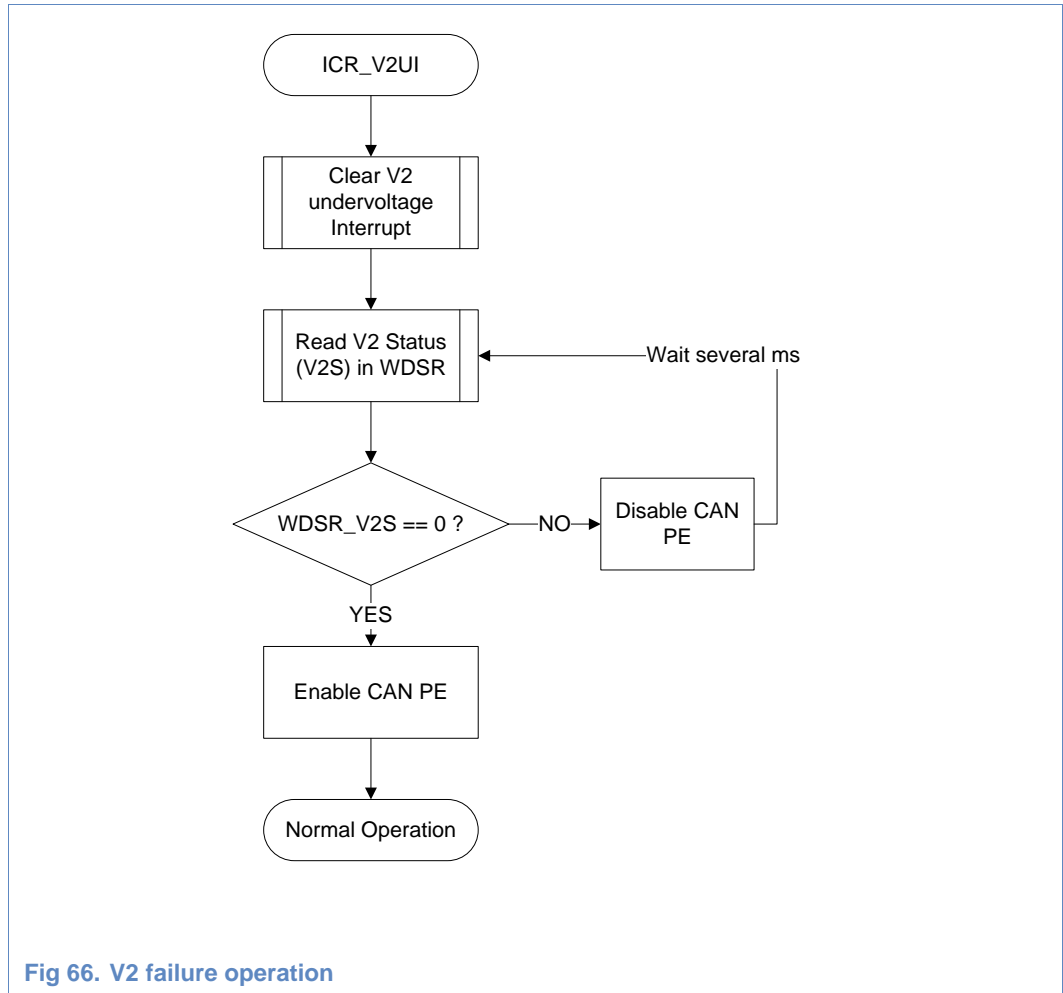 ICR_V2UI
Clear V2
undervoltage
Interrupt
Read V2 Status
(V2S) in WDSR
Wait several ms
WDSR_V2S == 0 ?
NO
Disable CAN
PE
YES
Enable CAN PE
Normal Operation
Fig 66. V2 failure operation